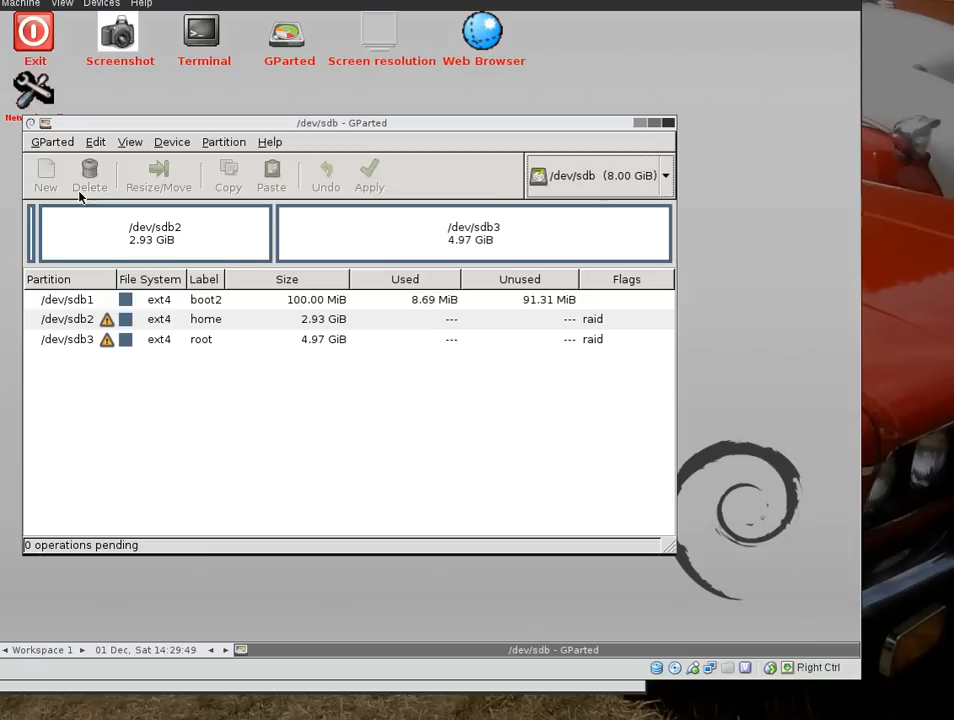 Machine View Devices Help
Exit Screenshot Terminal GParted Screen resolution Web Browser
/dev/sdb - GParted
GParted Edit View Device Partition Help
New Delete Resize/Move Copy Paste Undo Apply /dev/sdb (8.00 GiB)
/dev/sdb2 /dev/sdb3
2.93 GiB 4.97 GiB
Partition File System Label Size Used Unused Flags
/dev/sdb1 ext4 boot2 100.00 MiB 8.69 MiB 91.31 MiB
/dev/sdb2 ext4 home 2.93 GiB --- --- raid
/dev/sdb3 ext4 root 4.97 GiB --- --- raid
0 operations pending
Workspace 1 01 Dec, Sat 14:29:49 /dev/sdb - GParted
Right Ctrl